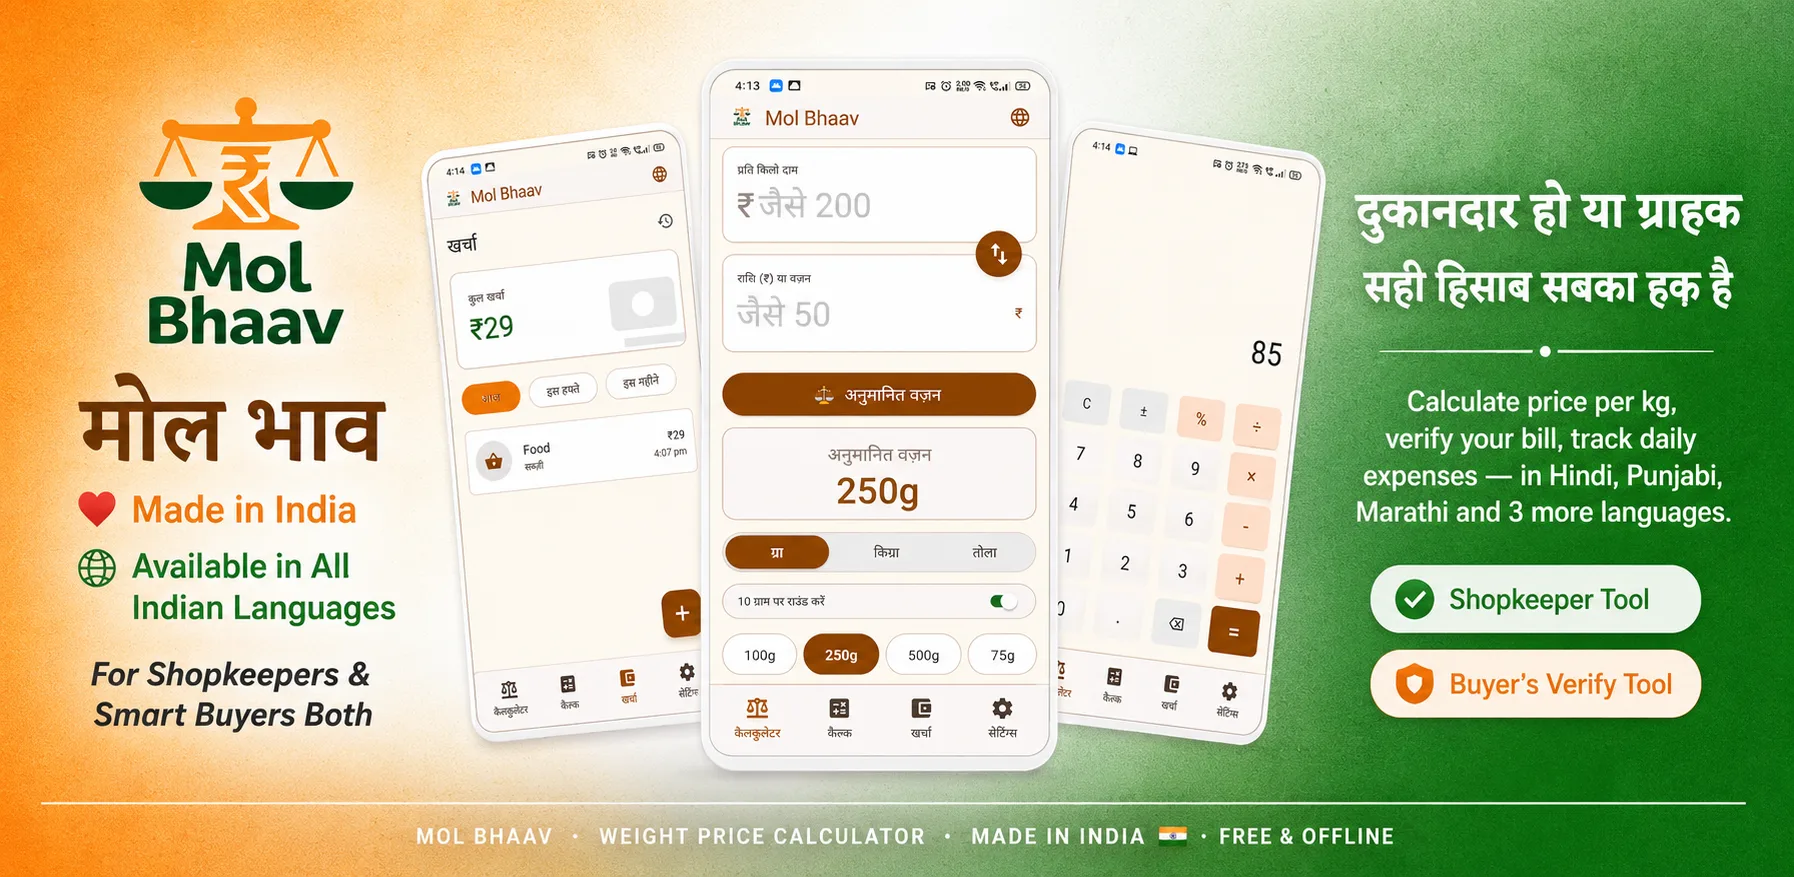 Mol
Bhaav
मोल भाव
Made in India
Available in All
Indian Languages
For Shopkeepers &
Smart Buyers Both
4:14
Mol Bhaav
खर्चा
कुल खर्चा
₹29
आज
इस हफ्ते
इस महीने
Food
सब्ज़ी
₹29
4:07 pm
+
कैलकुलेटर
कैल्क
खर्चा
सेटिंग्स
4:13
Mol Bhaav
प्रति किलो दाम
₹ जैसे 200
राशि (₹) या वज़न
जैसे 50
₹
अनुमानित वज़न
अनुमानित वज़न
250g
ग्रा
किग्रा
तोला
10 ग्राम पर राउंड करें
100g
250g
500g
75g
कैलकुलेटर
कैल्क
खर्चा
सेटिंग्स
4:14
85
C ± % ÷
7 8 9 ×
4 5 6 -
1 2 3 +
0 . =
कैल्क
खर्चा
सेटिंग्स
दुकानदार हो या ग्राहक
सही हिसाब सबका हक़ है
Calculate price per kg,
verify your bill, track daily
expenses — in Hindi, Punjabi,
Marathi and 3 more languages.
Shopkeeper Tool
Buyer's Verify Tool
MOL BHAAV • WEIGHT PRICE CALCULATOR • MADE IN INDIA 🇮🇳 • FREE & OFFLINE